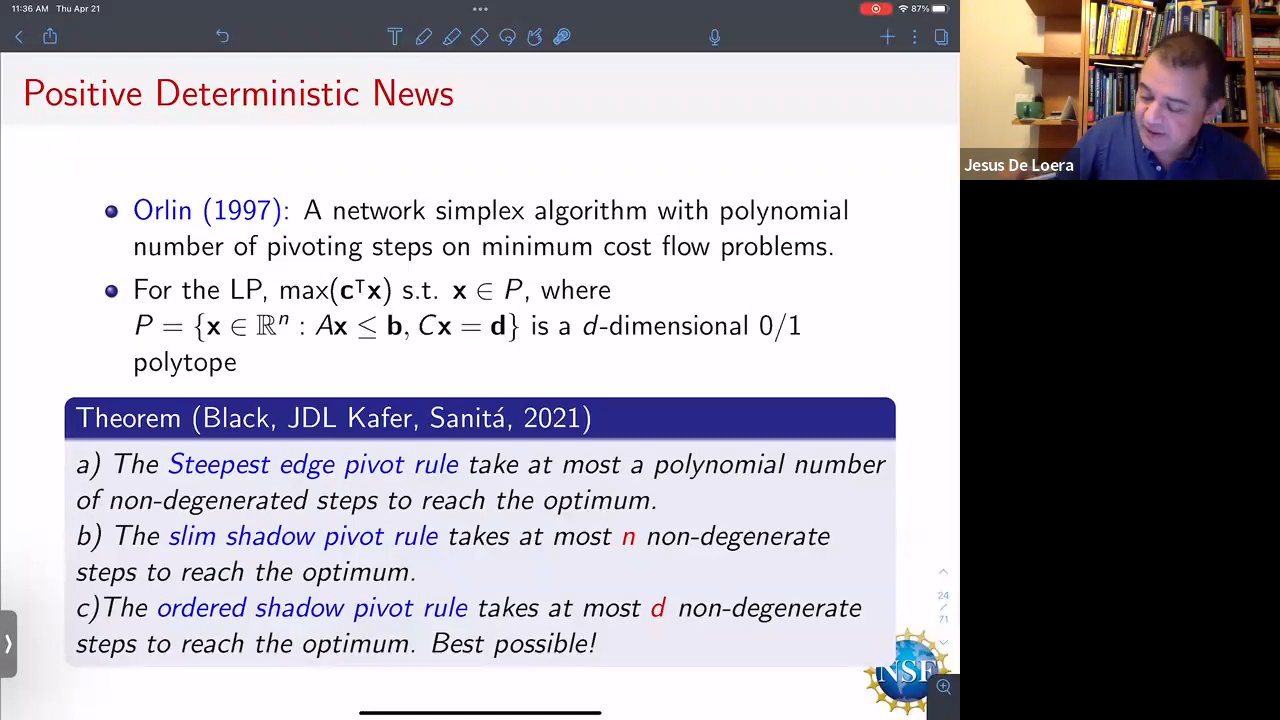 11:36 AM Thu Apr 21
87%
Positive Deterministic News
Orlin (1997): A network simplex algorithm with polynomial
number of pivoting steps on minimum cost flow problems.
For the LP, max(c⊺x) s.t. x ∈ P, where
P = {x ∈ ℝⁿ : Ax ≤ b, Cx = d} is a d-dimensional 0/1
polytope
Theorem (Black, JDL Kafer, Sanitá, 2021)
a) The Steepest edge pivot rule take at most a polynomial number
of non-degenerated steps to reach the optimum.
b) The slim shadow pivot rule takes at most n non-degenerate
steps to reach the optimum.
c)The ordered shadow pivot rule takes at most d non-degenerate
steps to reach the optimum. Best possible!
24
/
71
NSF
Jesus De Loera